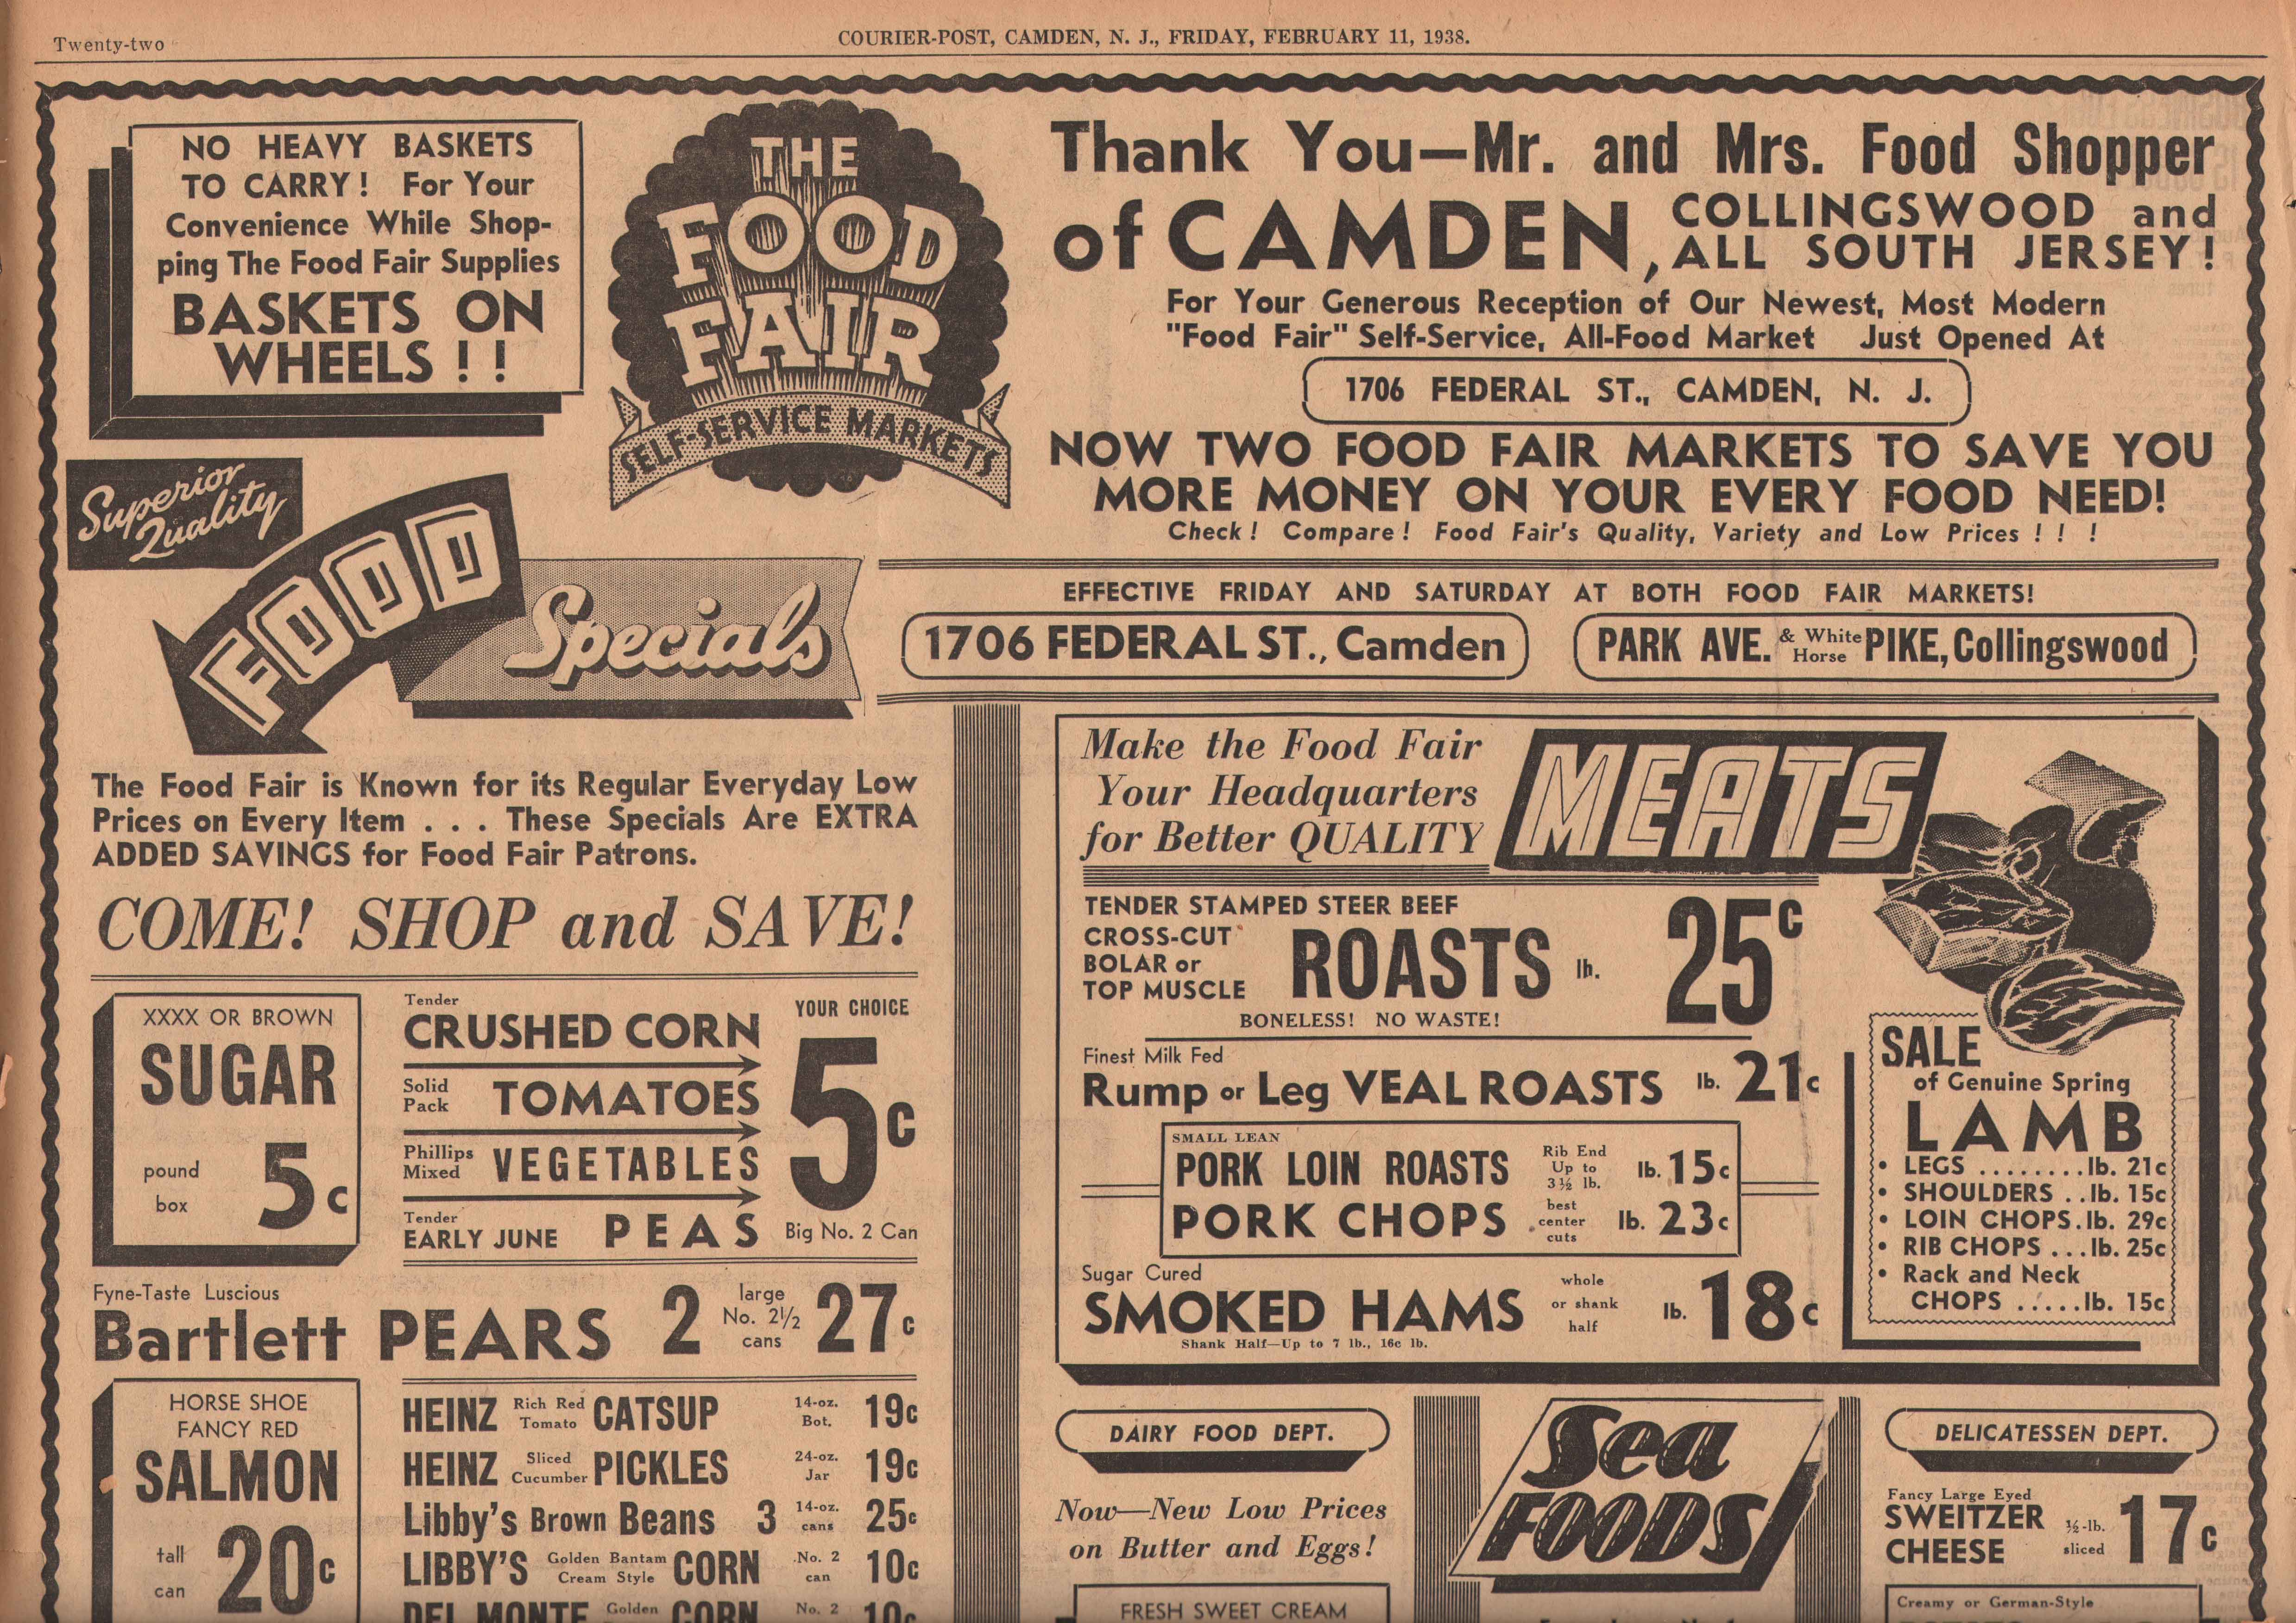 Twenty-two
COURIER-POST, CAMDEN, N. J., FRIDAY, FEBRUARY 11, 1938.
NO HEAVY BASKETS
TO CARRY! For Your
Convenience While Shop-
ping The Food Fair Supplies
BASKETS ON
WHEELS ! !
THE
FOOD
FAIR
SELF-SERVICE MARKETS
Thank You—Mr. and Mrs. Food Shopper
of CAMDEN, COLLINGSWOOD and
ALL SOUTH JERSEY!
For Your Generous Reception of Our Newest, Most Modern
"Food Fair" Self-Service, All-Food Market Just Opened At
1706 FEDERAL ST., CAMDEN, N. J.
NOW TWO FOOD FAIR MARKETS TO SAVE YOU
MORE MONEY ON YOUR EVERY FOOD NEED!
Check! Compare! Food Fair's Quality, Variety and Low Prices ! ! !
Superior
Quality
FOOD
Specials
EFFECTIVE FRIDAY AND SATURDAY AT BOTH FOOD FAIR MARKETS!
1706 FEDERAL ST., Camden
PARK AVE. & White Horse PIKE, Collingswood
The Food Fair is Known for its Regular Everyday Low
Prices on Every Item . . . These Specials Are EXTRA
ADDED SAVINGS for Food Fair Patrons.
COME! SHOP and SAVE!
XXXX OR BROWN
SUGAR
pound
box
5c
Tender
CRUSHED CORN
Solid
Pack
TOMATOES
Phillips
Mixed
VEGETABLES
Tender
EARLY JUNE PEAS
YOUR CHOICE
5c
Big No. 2 Can
Fyne-Taste Luscious
Bartlett PEARS 2 large No. 2½ cans 27c
HORSE SHOE
FANCY RED
SALMON
tall
can
20c
HEINZ Rich Red Tomato CATSUP 14-oz. Bot. 19c
HEINZ Sliced Cucumber PICKLES 24-oz. Jar 19c
Libby's Brown Beans 3 14-oz. cans 25c
LIBBY'S Golden Bantam Cream Style CORN No. 2 can 10c
DEL MONTE Golden CORN No. 2 10c
Make the Food Fair
Your Headquarters
for Better QUALITY
MEATS
TENDER STAMPED STEER BEEF
CROSS-CUT
BOLAR or
TOP MUSCLE
ROASTS lb. 25c
BONELESS! NO WASTE!
Finest Milk Fed
Rump or Leg VEAL ROASTS lb. 21c
SMALL LEAN
PORK LOIN ROASTS Rib End Up to 3½ lb. lb. 15c
PORK CHOPS best center cuts lb. 23c
Sugar Cured
SMOKED HAMS whole or shank half lb. 18c
Shank Half—Up to 7 lb., 16c lb.
SALE
of Genuine Spring
LAMB
• LEGS ........lb. 21c
• SHOULDERS ..lb. 15c
• LOIN CHOPS.lb. 29c
• RIB CHOPS ...lb. 25c
• Rack and Neck
CHOPS .....lb. 15c
DAIRY FOOD DEPT.
Now—New Low Prices
on Butter and Eggs!
FRESH SWEET CREAM
Sea
FOODS
DELICATESSEN DEPT.
Fancy Large Eyed
SWEITZER
CHEESE
½-lb.
sliced
17c
Creamy or German-Style